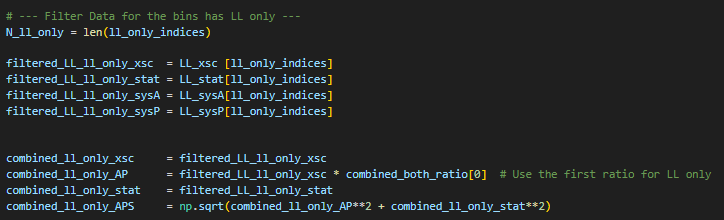 # --- Filter Data for the bins has LL only ---
N_ll_only = len(ll_only_indices)
filtered_LL_ll_only_xsc  = LL_xsc [ll_only_indices]
filtered_LL_ll_only_stat = LL_stat[ll_only_indices]
filtered_LL_ll_only_sysA = LL_sysA[ll_only_indices]
filtered_LL_ll_only_sysP = LL_sysP[ll_only_indices]
combined_ll_only_xsc     = filtered_LL_ll_only_xsc
combined_ll_only_AP      = filtered_LL_ll_only_xsc * combined_both_ratio[0]  # Use the first ratio for LL only
combined_ll_only_stat    = filtered_LL_ll_only_stat
combined_ll_only_APS     = np.sqrt(combined_ll_only_AP**2 + combined_ll_only_stat**2)